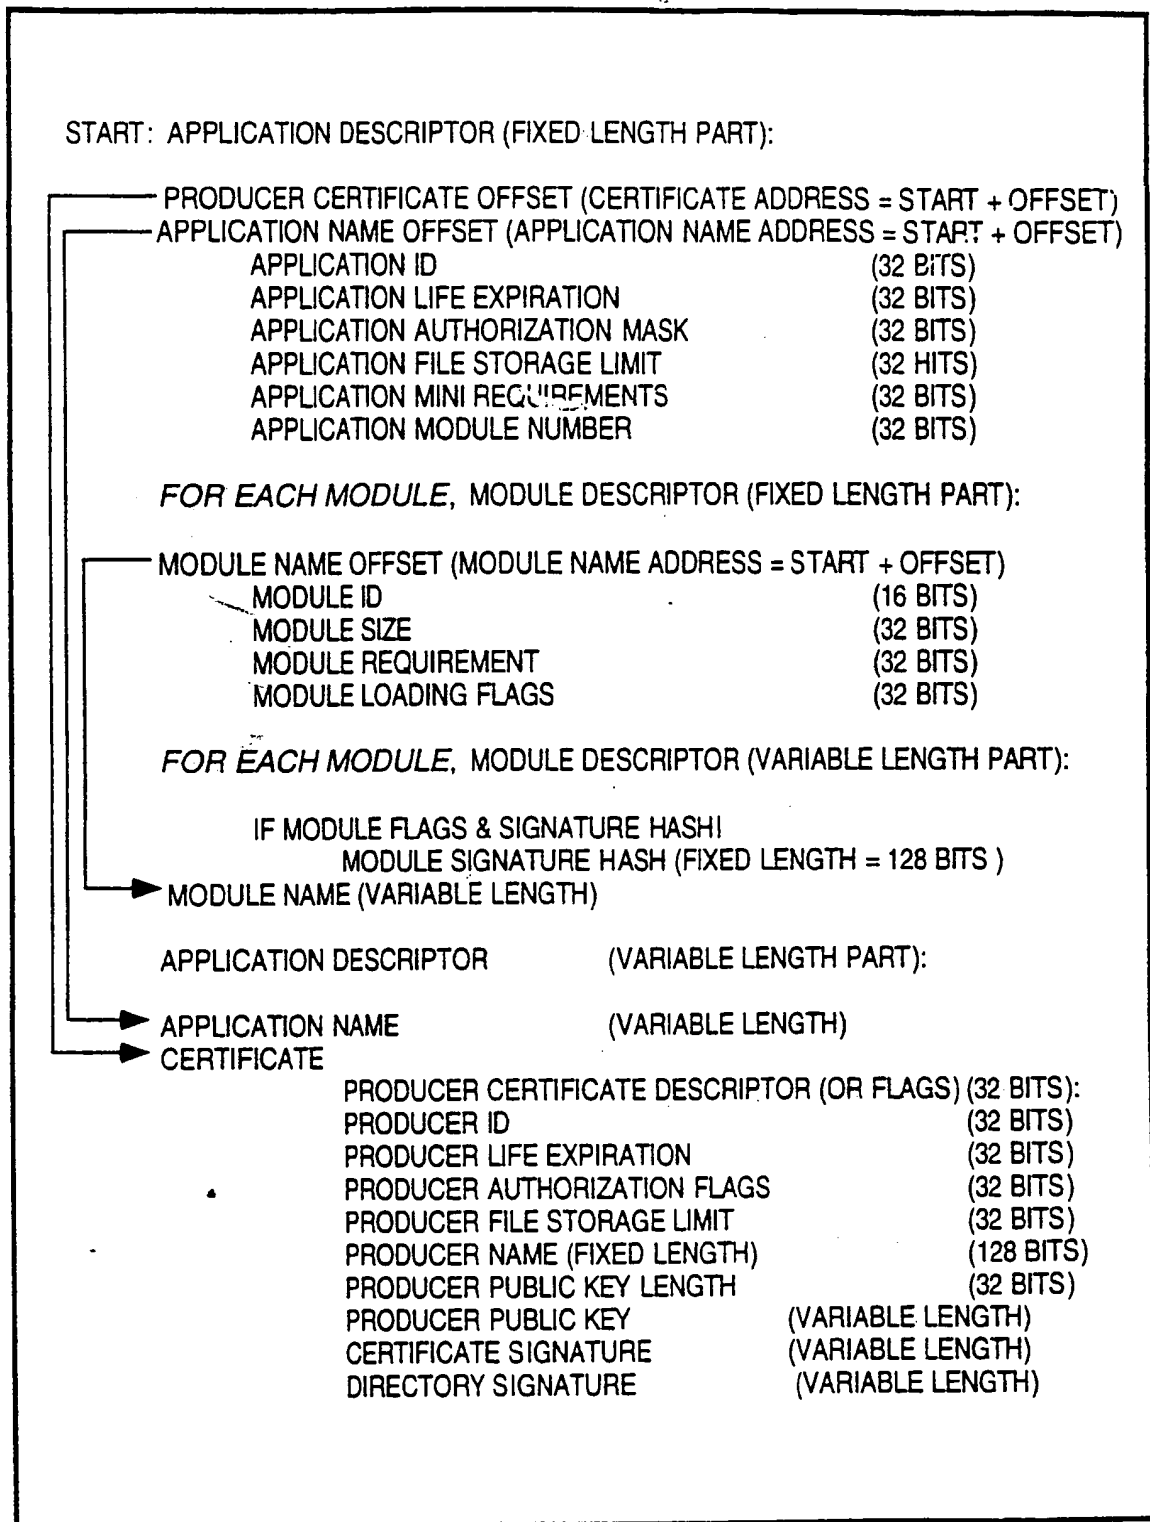 START: APPLICATION DESCRIPTOR (FIXED LENGTH PART):
PRODUCER CERTIFICATE OFFSET (CERTIFICATE ADDRESS = START + OFFSET)
APPLICATION NAME OFFSET (APPLICATION NAME ADDRESS = START + OFFSET)
APPLICATION ID (32 BITS)
APPLICATION LIFE EXPIRATION (32 BITS)
APPLICATION AUTHORIZATION MASK (32 BITS)
APPLICATION FILE STORAGE LIMIT (32 HITS)
APPLICATION MINI REQUIREMENTS (32 BITS)
APPLICATION MODULE NUMBER (32 BITS)
FOR EACH MODULE, MODULE DESCRIPTOR (FIXED LENGTH PART):
MODULE NAME OFFSET (MODULE NAME ADDRESS = START + OFFSET)
MODULE ID (16 BITS)
MODULE SIZE (32 BITS)
MODULE REQUIREMENT (32 BITS)
MODULE LOADING FLAGS (32 BITS)
FOR EACH MODULE, MODULE DESCRIPTOR (VARIABLE LENGTH PART):
IF MODULE FLAGS & SIGNATURE HASHI
MODULE SIGNATURE HASH (FIXED LENGTH = 128 BITS )
MODULE NAME (VARIABLE LENGTH)
APPLICATION DESCRIPTOR (VARIABLE LENGTH PART):
APPLICATION NAME (VARIABLE LENGTH)
CERTIFICATE
PRODUCER CERTIFICATE DESCRIPTOR (OR FLAGS) (32 BITS):
PRODUCER ID (32 BITS)
PRODUCER LIFE EXPIRATION (32 BITS)
PRODUCER AUTHORIZATION FLAGS (32 BITS)
PRODUCER FILE STORAGE LIMIT (32 BITS)
PRODUCER NAME (FIXED LENGTH) (128 BITS)
PRODUCER PUBLIC KEY LENGTH (32 BITS)
PRODUCER PUBLIC KEY (VARIABLE LENGTH)
CERTIFICATE SIGNATURE (VARIABLE LENGTH)
DIRECTORY SIGNATURE (VARIABLE LENGTH)